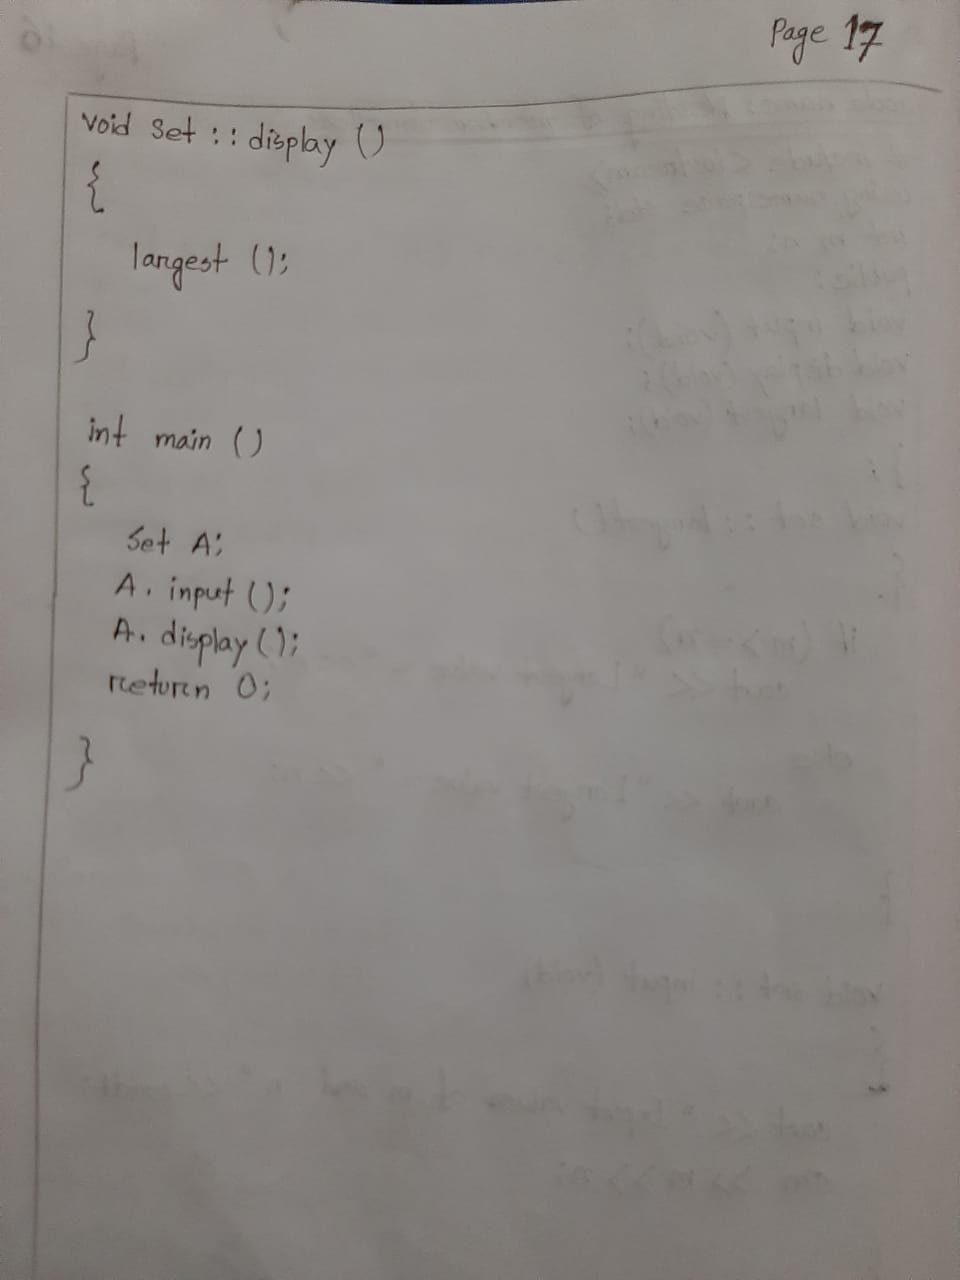 Page 17
void set :: display ()
{
largest ();
}
int main ()
{
set A;
A. input ();
A. display ();
return 0;
}